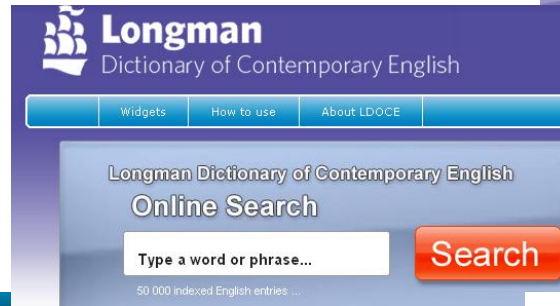 Longman
Dictionary of Contemporary English
Widgets How to use About LDOCE
Longman Dictionary of Contemporary English
Online Search
Type a word or phrase...
Search
50 000 indexed English entries ...